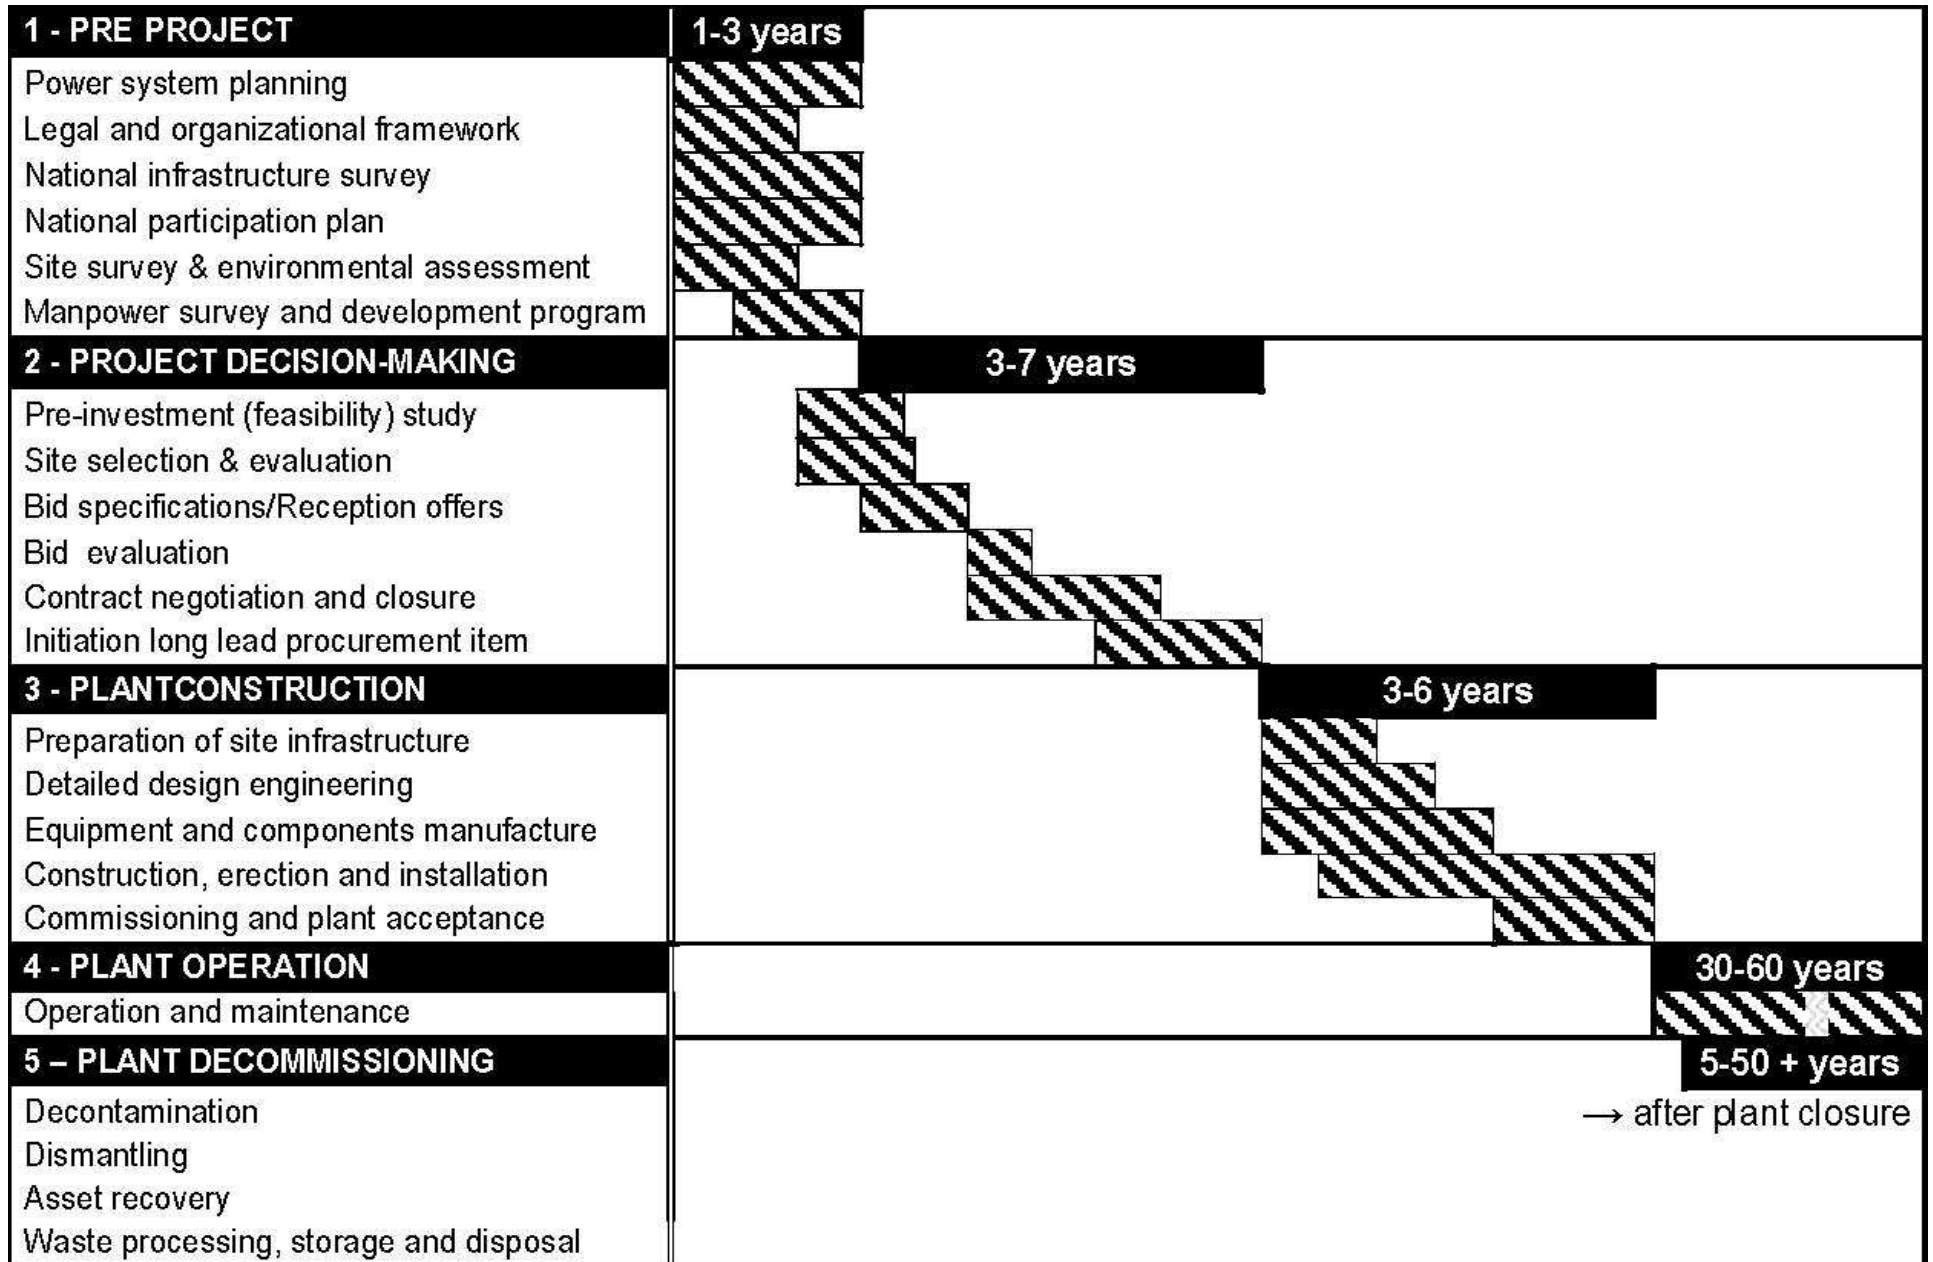 1 - PRE PROJECT 1-3 years
Power system planning
Legal and organizational framework
National infrastructure survey
National participation plan
Site survey & environmental assessment
Manpower survey and development program
2 - PROJECT DECISION-MAKING 3-7 years
Pre-investment (feasibility) study
Site selection & evaluation
Bid specifications/Reception offers
Bid evaluation
Contract negotiation and closure
Initiation long lead procurement item
3 - PLANTCONSTRUCTION 3-6 years
Preparation of site infrastructure
Detailed design engineering
Equipment and components manufacture
Construction, erection and installation
Commissioning and plant acceptance
4 - PLANT OPERATION 30-60 years
Operation and maintenance
5 – PLANT DECOMMISSIONING 5-50 + years
Decontamination → after plant closure
Dismantling
Asset recovery
Waste processing, storage and disposal